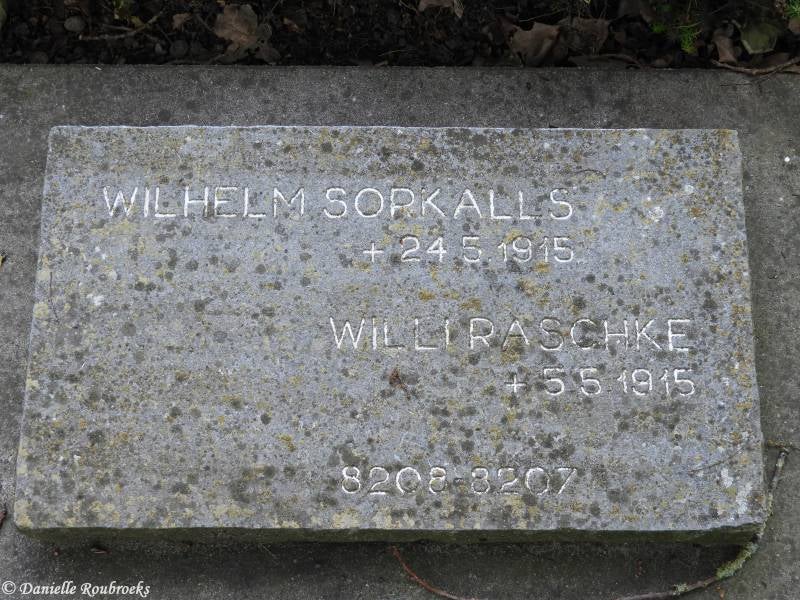 WILHELM SORKALLS
+ 24.5.1915
WILLI RASCHKE
+ 5.5.1915
8208-8207
© Danielle Roubroeks